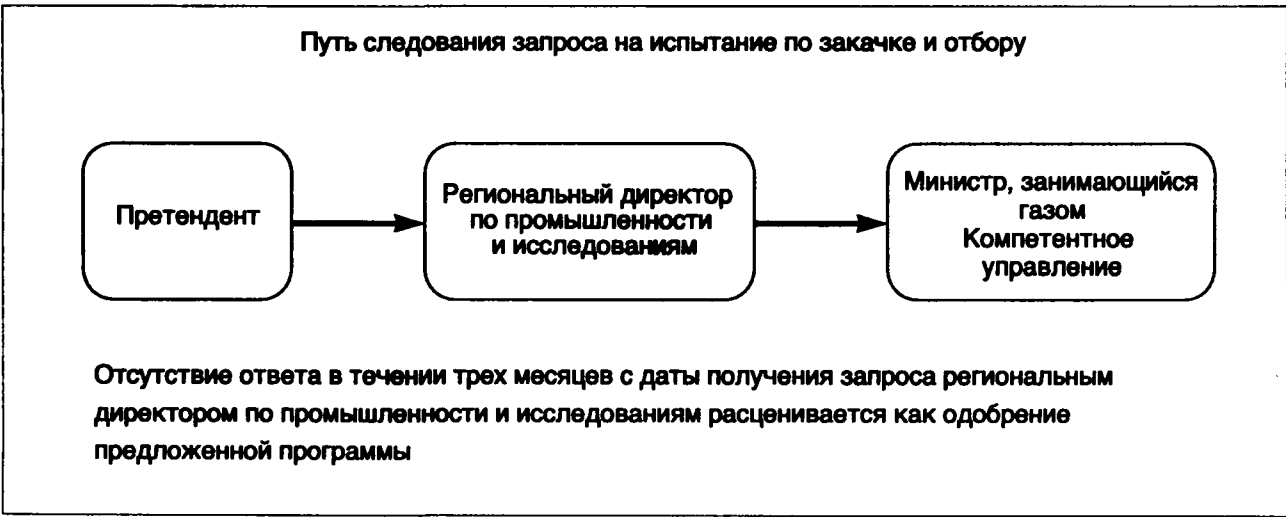 Путь следования запроса на испытание по закачке и отбору
Претендент
Региональный директор
по промышленности
и исследованиям
Министр, занимающийся
газом
Компетентное
управление
Отсутствие ответа в течении трех месяцев с даты получения запроса региональным
директором по промышленности и исследованиям расценивается как одобрение
предложенной программы